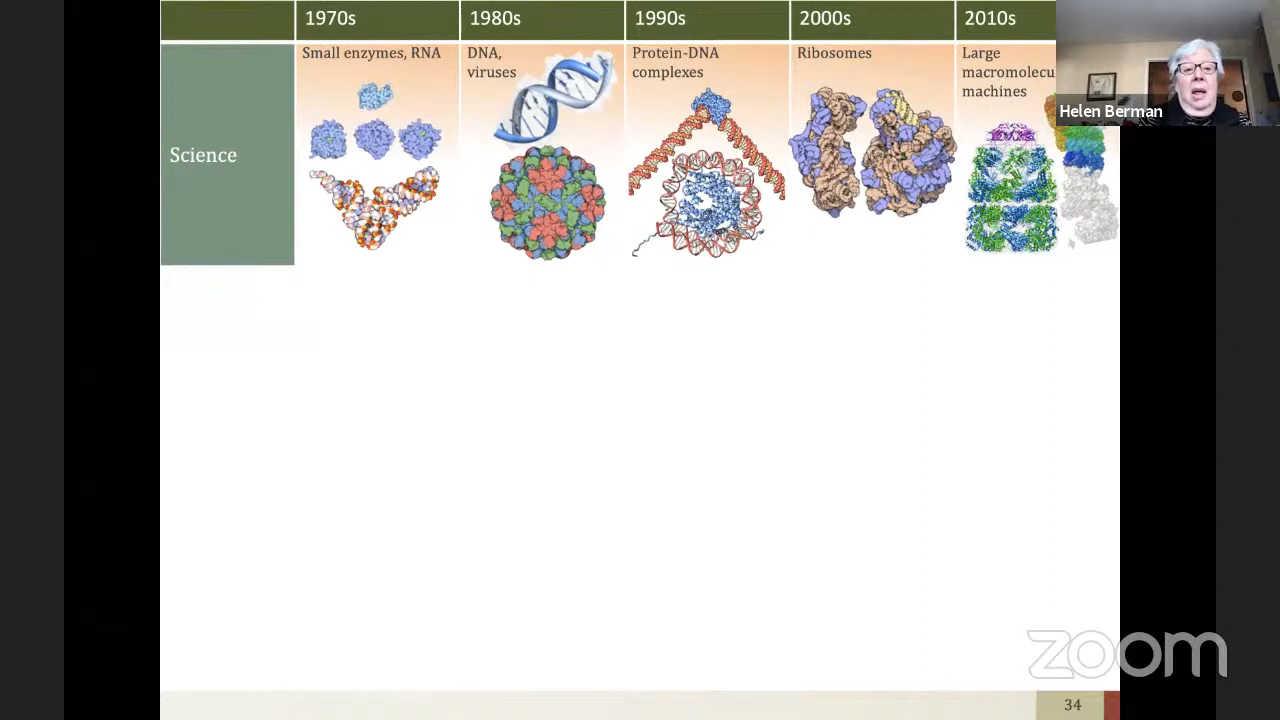 1970s
1980s
1990s
2000s
2010s
Science
Small enzymes, RNA
DNA,
viruses
Protein-DNA
complexes
Ribosomes
Large
macromolecu
machines
Helen Berman
zoom
34